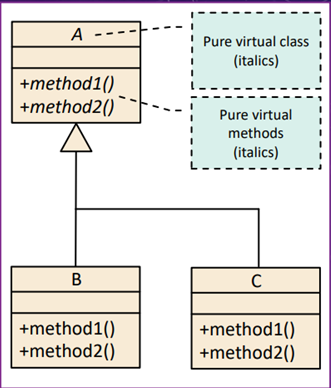 A
+method1()
+method2()
Pure virtual class
(italics)
Pure virtual
methods
(italics)
B
+method1()
+method2()
C
+method1()
+method2()